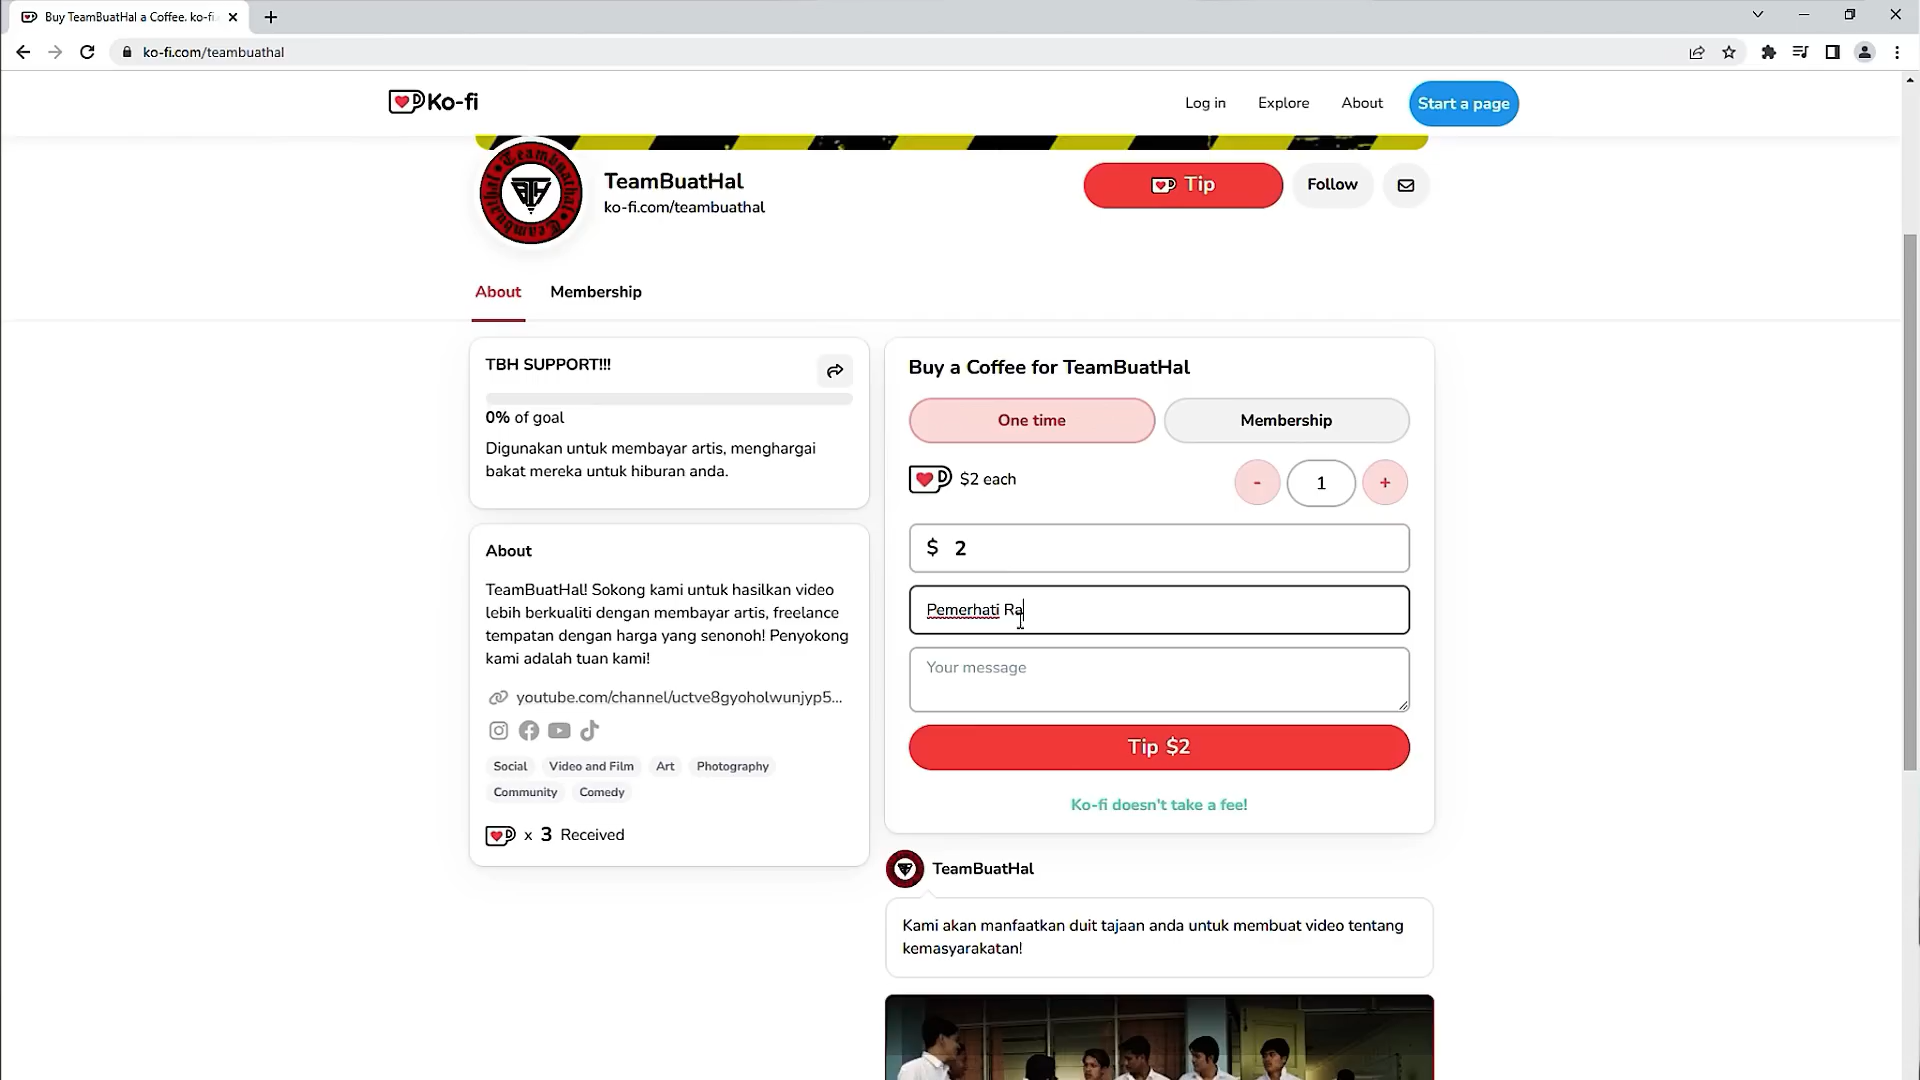 Buy TeamBuatHal a Coffee. ko-fi.
ko-fi.com/teambuathal
Ko-fi
Log in
Explore
About
Start a page
Teambuathal
Teambuathal
TeamBuatHal
ko-fi.com/teambuathal
Tip
Follow
About
Membership
TBH SUPPORT!!!
0% of goal
Digunakan untuk membayar artis, menghargai
bakat mereka untuk hiburan anda.
About
TeamBuatHal! Sokong kami untuk hasilkan video
lebih berkualiti dengan membayar artis, freelance
tempatan dengan harga yang senonoh! Penyokong
kami adalah tuan kami!
youtube.com/channel/uctve8gyoholwunjyp5...
Social
Video and Film
Art
Photography
Community
Comedy
x 3 Received
Buy a Coffee for TeamBuatHal
One time
Membership
$2 each
-
1
+
$ 2
Pemerhati Ra
Your message
Tip $2
Ko-fi doesn't take a fee!
TeamBuatHal
Kami akan manfaatkan duit tajaan anda untuk membuat video tentang
kemasyarakatan!